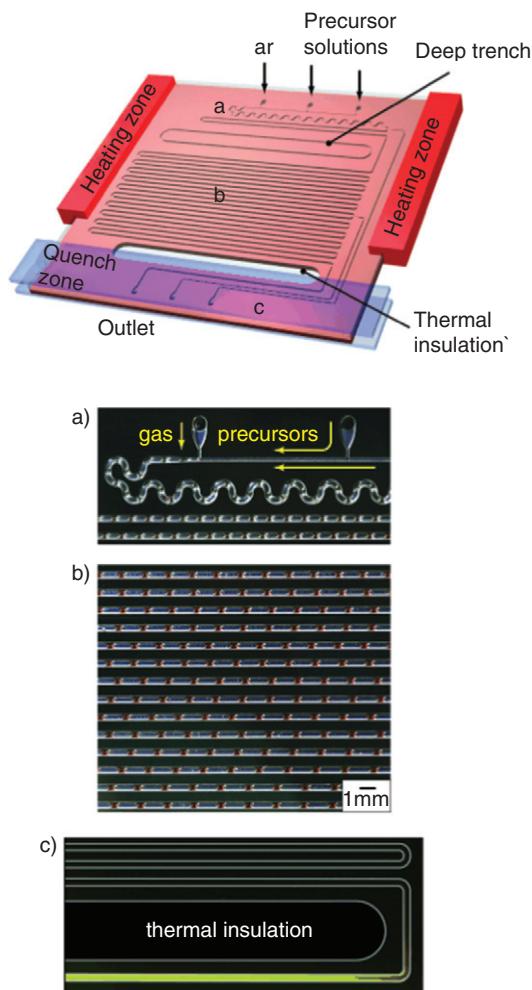 Precursor
solutions
ar
Deep trench
a
Heating zone
Heating zone
b
Quench
zone
c
Outlet
Thermal
insulation`
a)
gas
precursors
b)
1mm
c)
thermal insulation